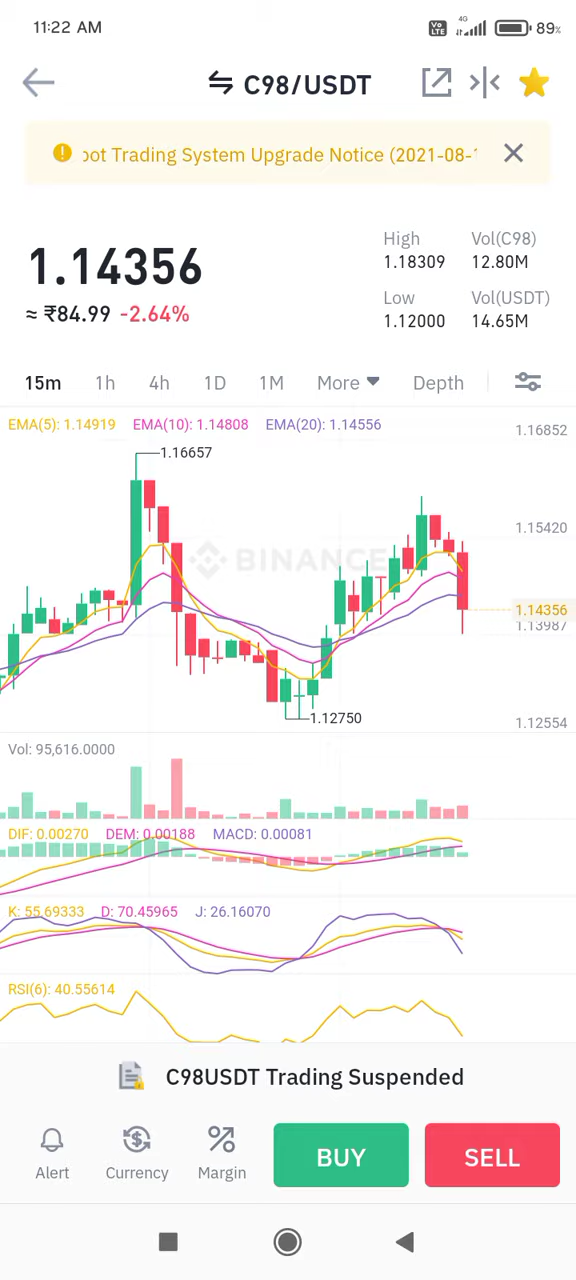 11:22 AM
Vo LTE 4G 89%
C98/USDT
pot Trading System Upgrade Notice (2021-08-1
1.14356
≈ ₹84.99 -2.64%
High
1.18309
Vol(C98)
12.80M
Low
1.12000
Vol(USDT)
14.65M
15m 1h 4h 1D 1M More Depth
EMA(5): 1.14919 EMA(10): 1.14808 EMA(20): 1.14556
1.16852
1.16657
1.15420
BINANCE
1.14356
1.13987
1.12750
1.12554
Vol: 95,616.0000
DIF: 0.00270 DEM: 0.00188 MACD: 0.00081
K: 55.69333 D: 70.45965 J: 26.16070
RSI(6): 40.55614
C98USDT Trading Suspended
Alert Currency Margin BUY SELL